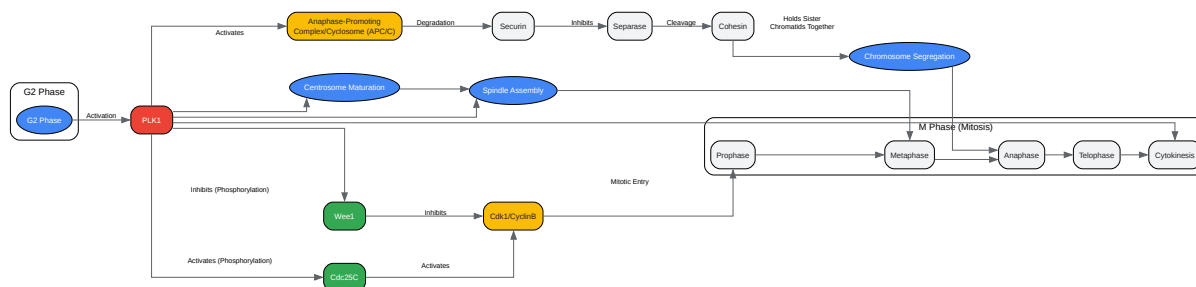 Anaphase-Promoting
Complex/Cyclosome (APC/C)
Degradation
Securin
Inhibits
Separase
Cleavage
Cohesin
Holds Sister
Chromatids Together
Activates
Chromosome Segregation
G2 Phase
G2 Phase
Activation
PLK1
Centrosome Maturation
Spindle Assembly
M Phase (Mitosis)
Prophase
Metaphase
Anaphase
Telophase
Cytokinesis
Inhibits (Phosphorylation)
Mitotic Entry
Wee1
Inhibits
Cdk1/CyclinB
Activates (Phosphorylation)
Activates
Cdc25C